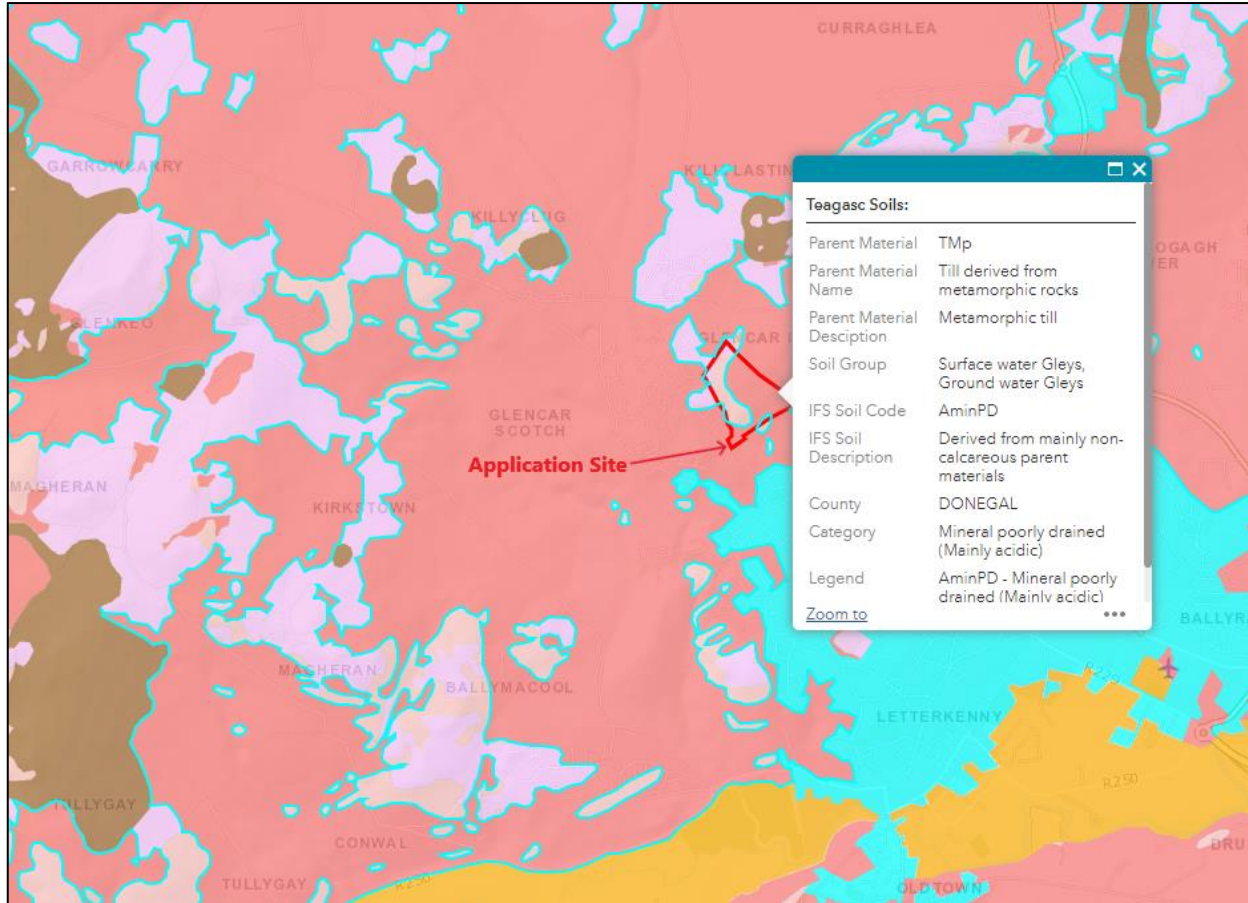 CURRAGHLEA
GARROWCARRY
KILLYCLUG
GLENKEO
GLENCAR
GLENCAR
SCOTCH
Application Site
MAGHERAN
KIRKSTOWN
MAGHERAN
BALLYMACOOL
TULLYGAY
CONWAL
TULLYGAY
R250
LETTERKENNY
R250
OLDTOWN
Teagasc Soils:
Parent Material TMp
Parent Material Till derived from
Name metamorphic rocks
Parent Material Metamorphic till
Desciption
Soil Group Surface water Gleys,
Ground water Gleys
IFS Soil Code AminPD
IFS Soil Derived from mainly non-
Description calcareous parent
materials
County DONEGAL
Category Mineral poorly drained
(Mainly acidic)
Legend AminPD - Mineral poorly
drained (Mainly acidic)
Zoom to